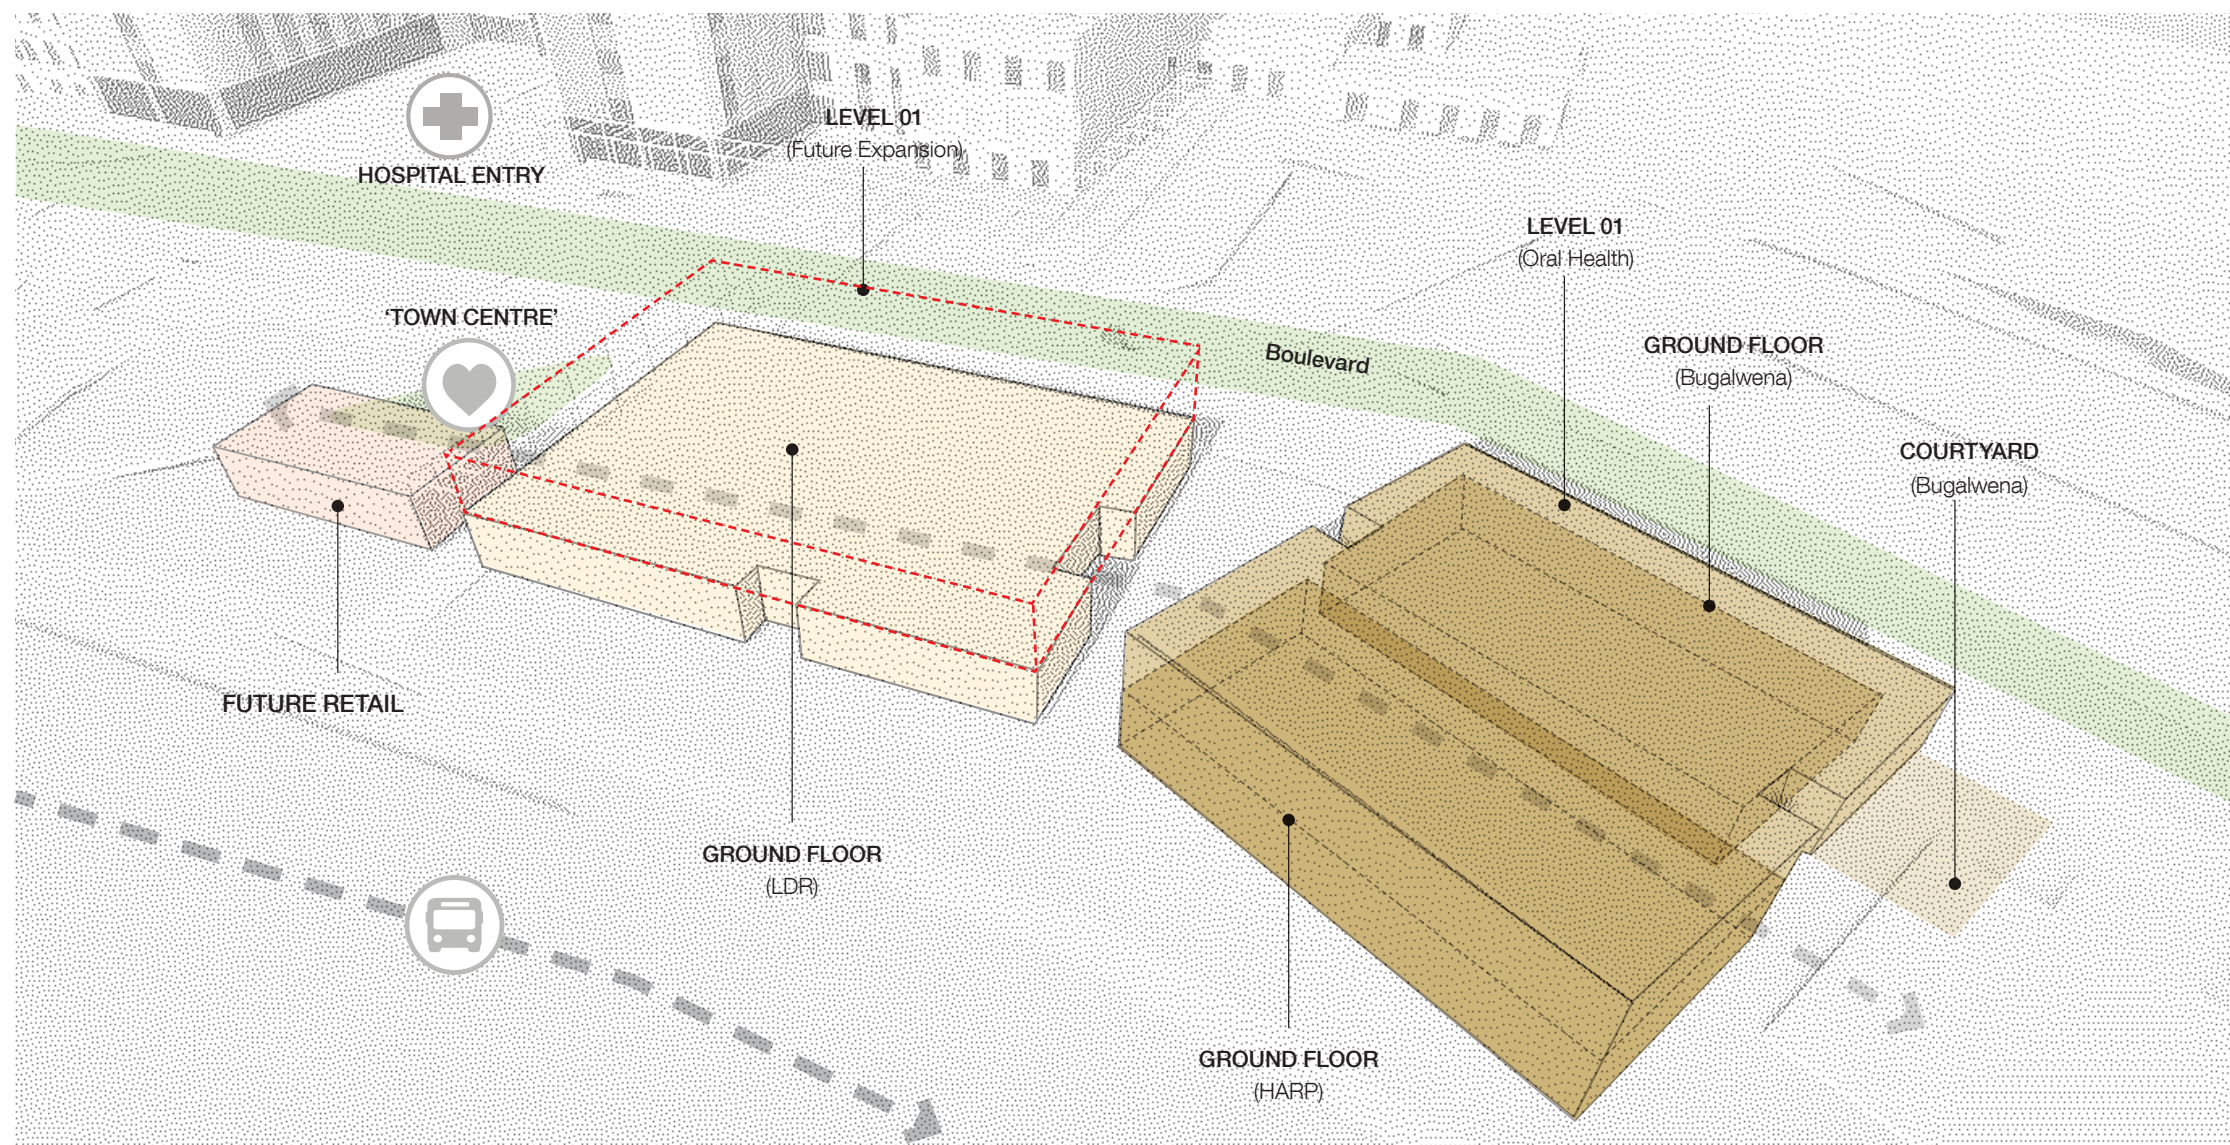 LEVEL 01
(Future Expansion)
HOSPITAL ENTRY
LEVEL 01
(Oral Health)
‘TOWN CENTRE’
Boulevard
GROUND FLOOR
(Bugalwena)
COURTYARD
(Bugalwena)
FUTURE RETAIL
GROUND FLOOR
(LDR)
GROUND FLOOR
(HARP)